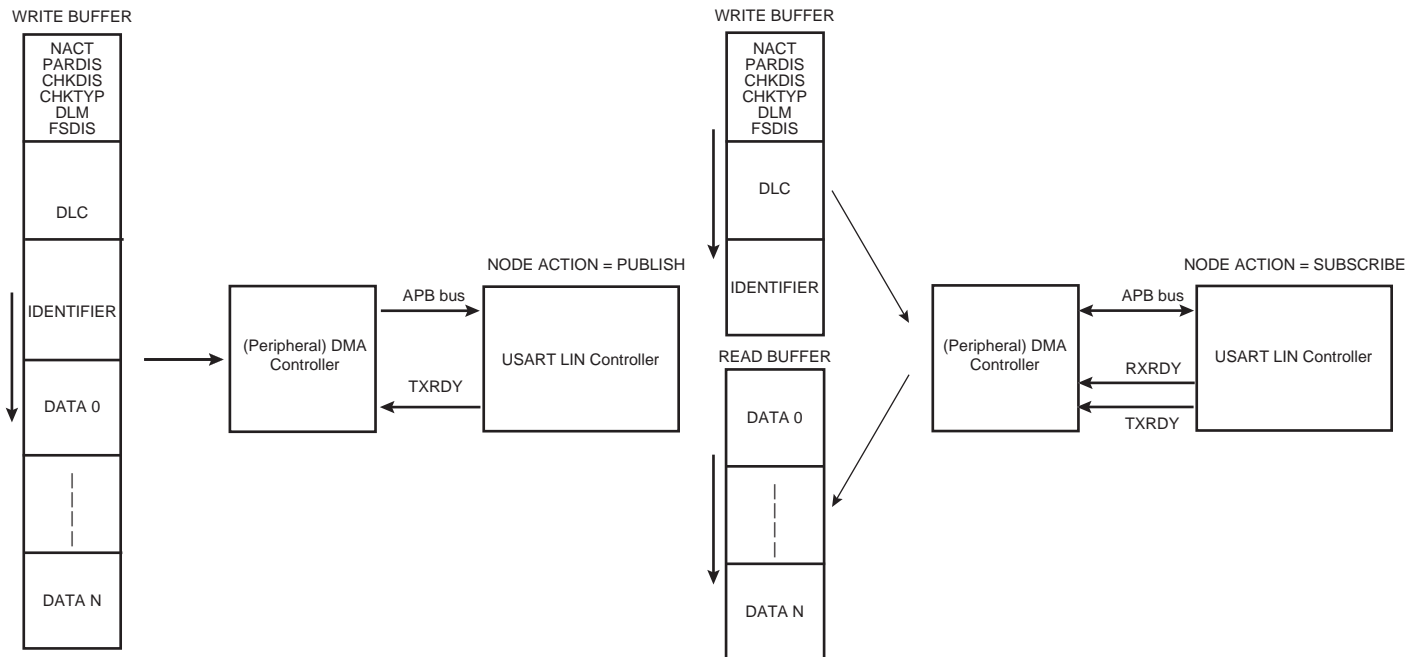 WRITE BUFFER
NACT
PARDIS
CHKDIS
CHKTYP
DLM
FSDIS
DLC
IDENTIFIER
DATA 0
DATA N
(Peripheral) DMA
Controller
APB bus
TXRDY
NODE ACTION = PUBLISH
USART LIN Controller
WRITE BUFFER
NACT
PARDIS
CHKDIS
CHKTYP
DLM
FSDIS
DLC
IDENTIFIER
READ BUFFER
DATA 0
DATA N
(Peripheral) DMA
Controller
APB bus
RXRDY
TXRDY
NODE ACTION = SUBSCRIBE
USART LIN Controller